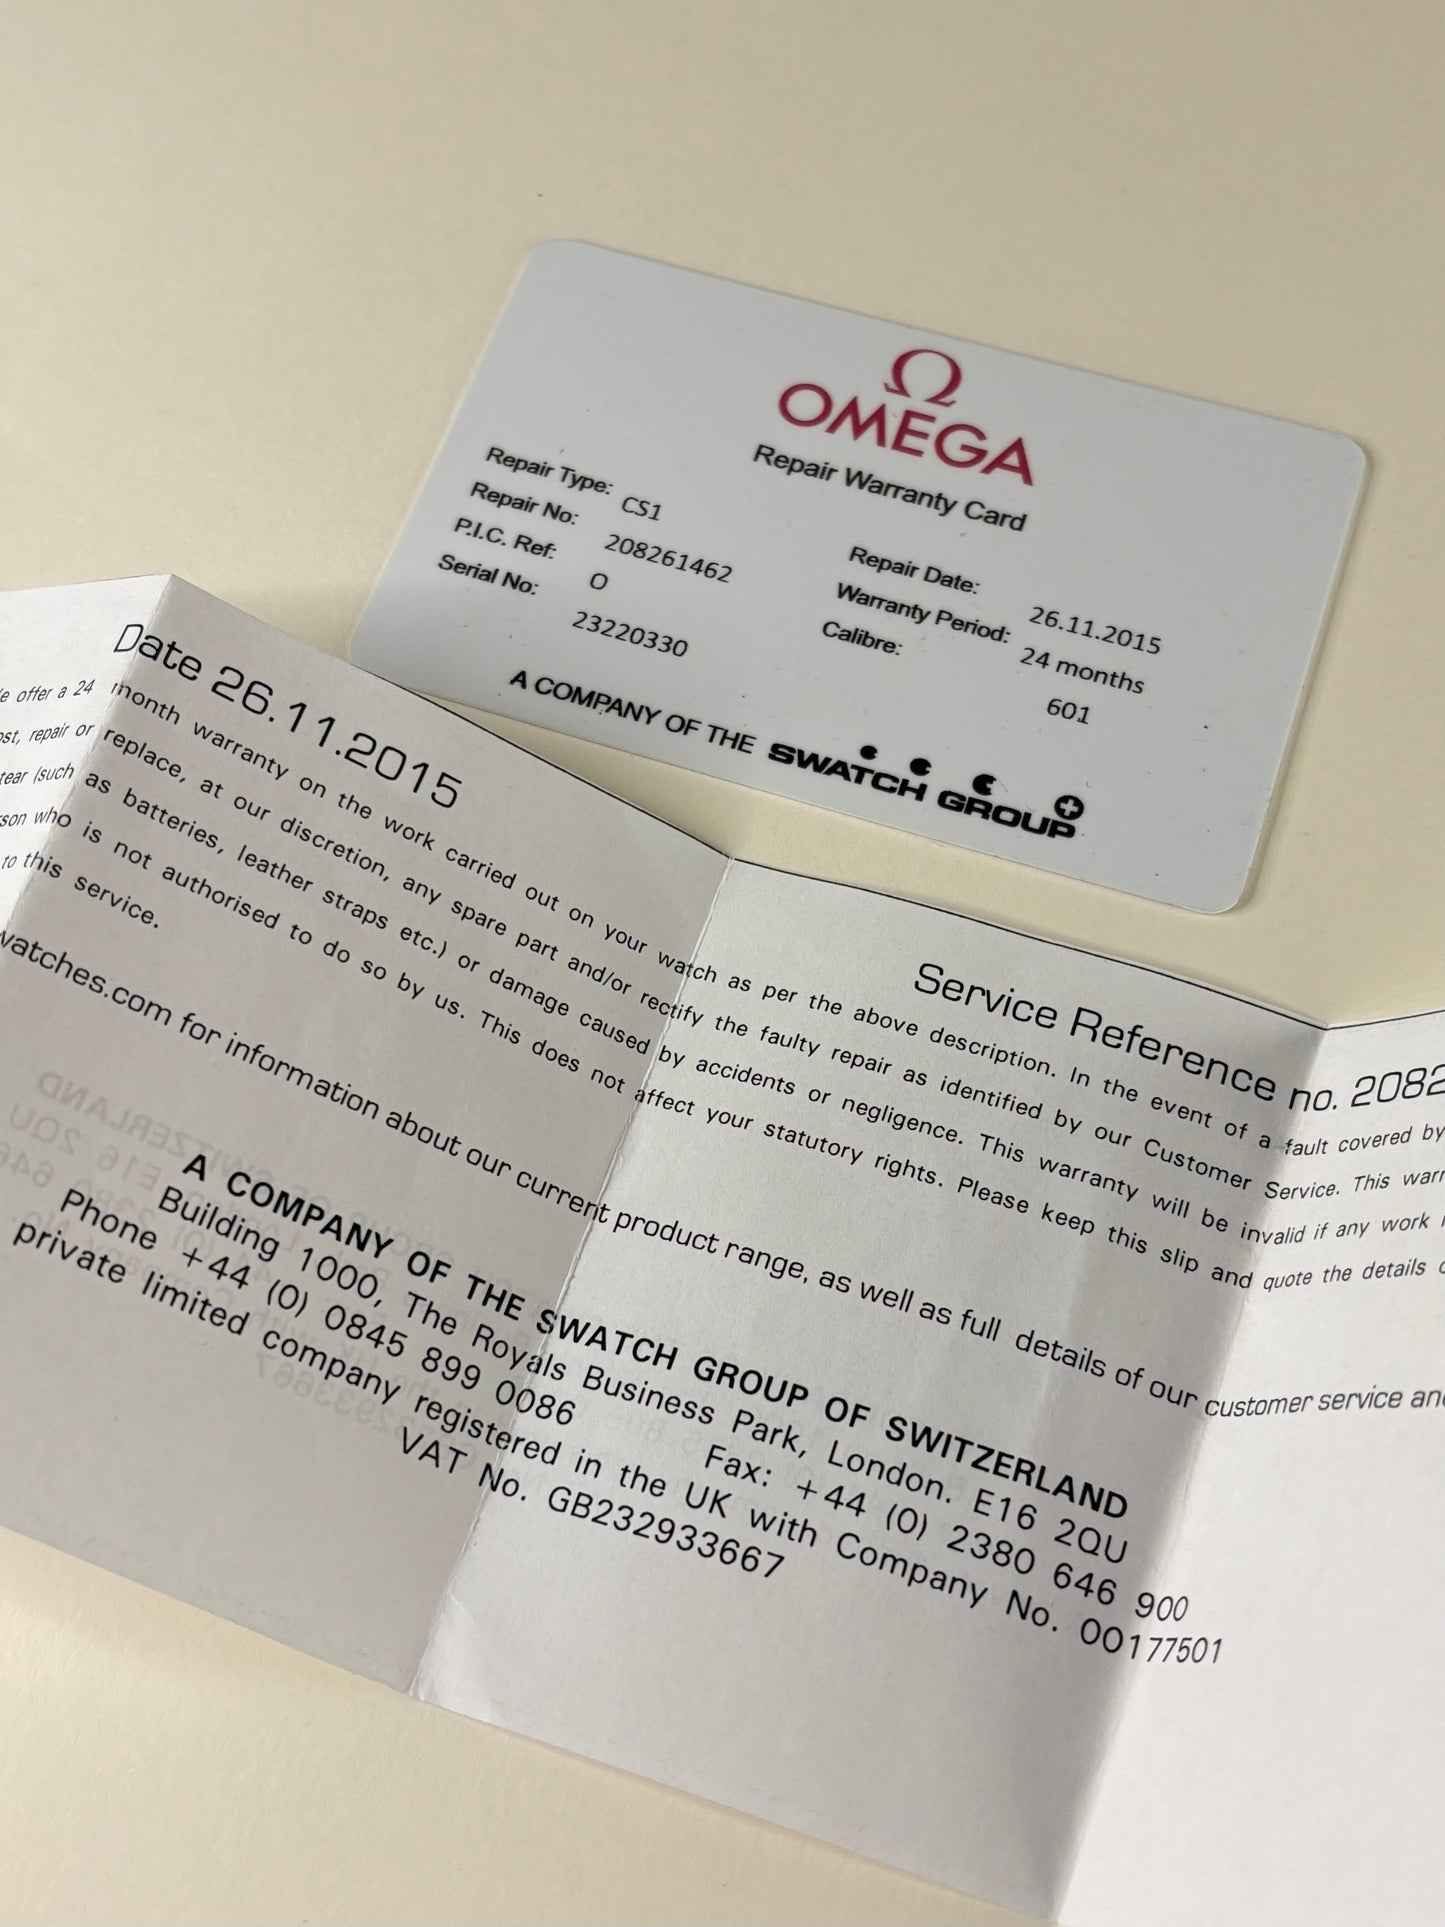 Ω
OMEGA
Repair Warranty Card
Repair Type: CS1
Repair No: 208261462
P.I.C. Ref: O
Serial No: 23220330
Repair Date: 26.11.2015
Warranty Period: 24 months
Calibre: 601
A COMPANY OF THE SWATCH GROUP
Date 26.11.2015
Service Reference no. 2082
offer a 24 month warranty on the work carried out on your watch as per the above description. In the event of a fault covered by
repair or replace, at our discretion, any spare part and/or rectify the faulty repair as identified by our Customer Service. This
tear (such as batteries, leather straps etc.) or damage caused by accidents or negligence. This warranty will be invalid if any work
who is not authorised to do so by us. This does not affect your statutory rights. Please keep this slip and quote the details
to this service.
watches.com for information about our current product range, as well as full details of our customer service
A COMPANY OF THE SWATCH GROUP OF SWITZERLAND
Building 1000, The Royals Business Park, London. E16 2QU
Phone +44 (0) 0845 899 0086 Fax: +44 (0) 2380 646 900
private limited company registered in the UK with Company No. 00177501
VAT No. GB232933667